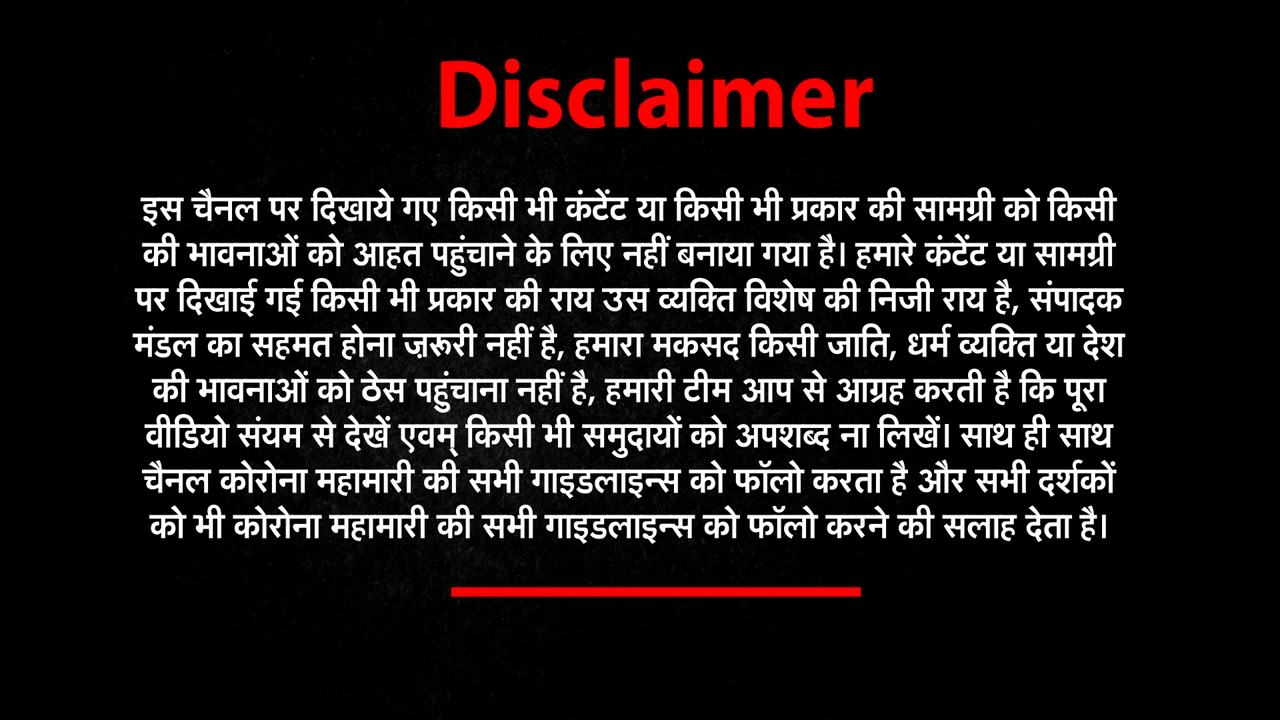 Disclaimer
इस चैनल पर दिखाये गए किसी भी कंटेंट या किसी भी प्रकार की सामग्री को किसी
की भावनाओं को आहत पहुंचाने के लिए नहीं बनाया गया है। हमारे कंटेंट या सामग्री
पर दिखाई गई किसी भी प्रकार की राय उस व्यक्ति विशेष की निजी राय है, संपादक
मंडल का सहमत होना ज़रूरी नहीं है, हमारा मकसद किसी जाति, धर्म व्यक्ति या देश
की भावनाओं को ठेस पहुंचाना नहीं है, हमारी टीम आप से आग्रह करती है कि पूरा
वीडियो संयम से देखें एवम् किसी भी समुदायों को अपशब्द ना लिखें। साथ ही साथ
चैनल कोरोना महामारी की सभी गाइडलाइन्स को फॉलो करता है और सभी दर्शकों
को भी कोरोना महामारी की सभी गाइडलाइन्स को फॉलो करने की सलाह देता है।